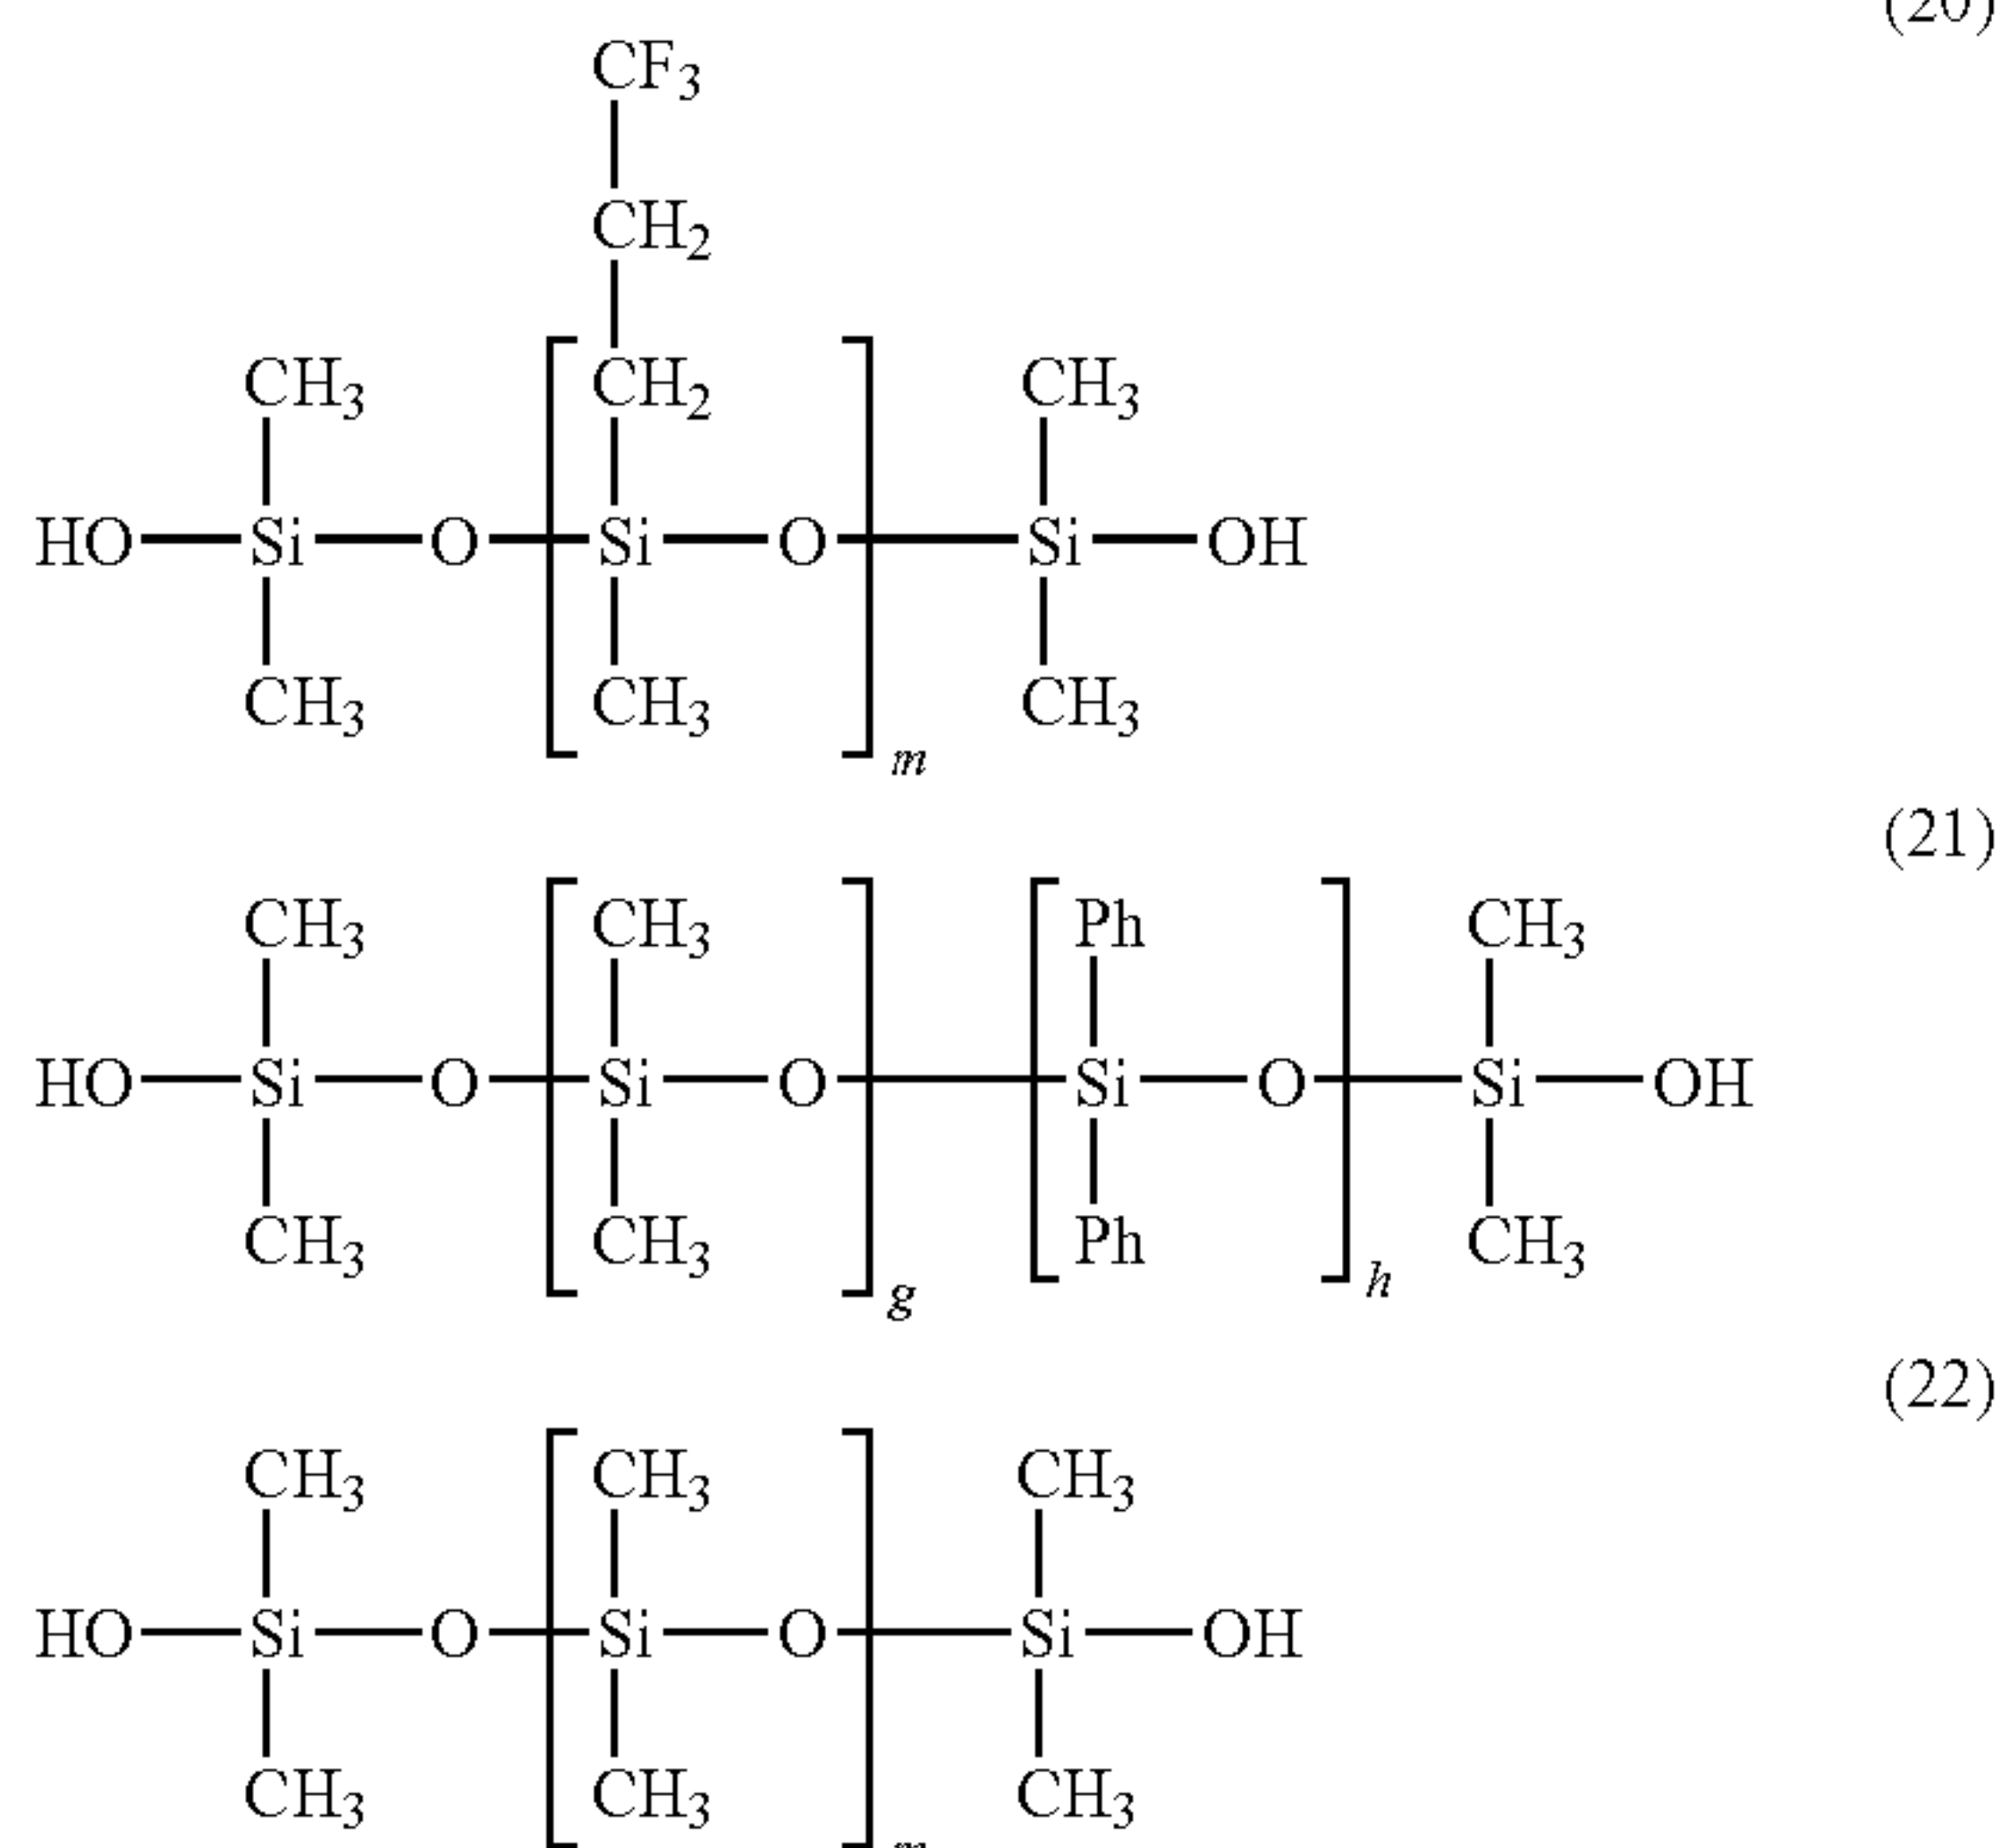 (20)
CF3
CH2
CH3 CH2 CH3
HO Si O Si O Si OH
CH3 CH3 CH3
m
(21)
CH3 CH3 Ph CH3
HO Si O Si O Si O Si OH
CH3 CH3 Ph CH3
g h
(22)
CH3 CH3 CH3
HO Si O Si O Si OH
CH3 CH3 CH3